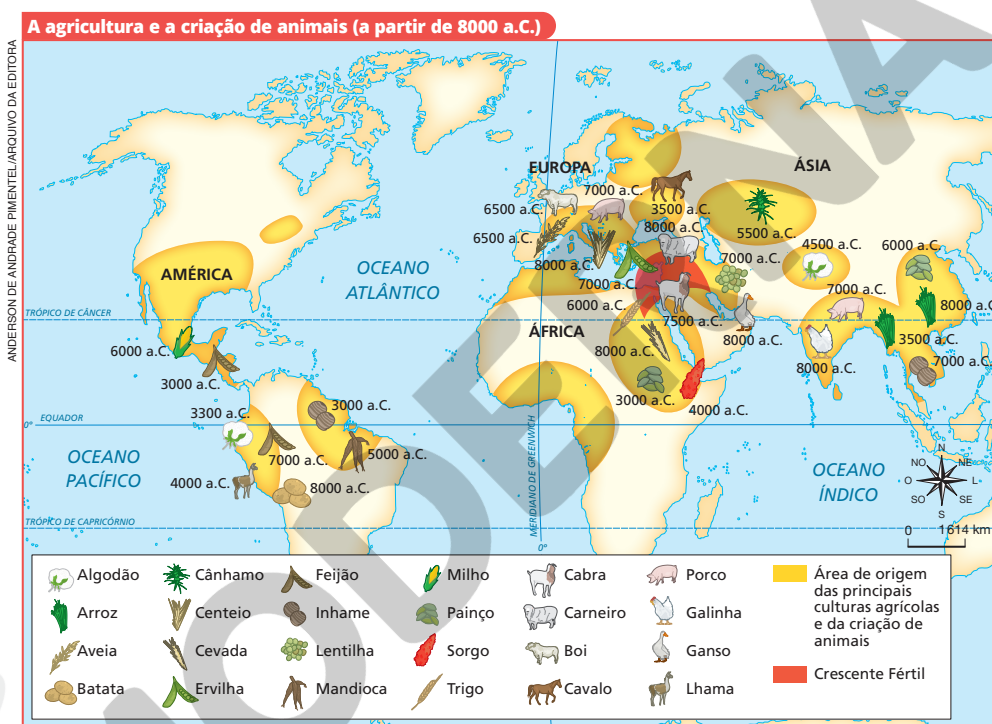 A agricultura e a criação de animais (a partir de 8000 a.C.)
ANDERSON DE ANDRADE PIMENTEL/ARQUIVO DA EDITORA
EUROPA
ÁSIA
7000 a.C.
6500 a.C.
3500 a.C.
8000 a.C.
6500 a.C.
5500 a.C.
4500 a.C.
6000 a.C.
AMÉRICA
OCEANO
ATLÂNTICO
8000 a.C.
7000 a.C.
7000 a.C.
7000 a.C.
6000 a.C.
8000 a.C.
TRÓPICO DE CÂNCER
7500 a.C.
ÁFRICA
8000 a.C.
3500 a.C.
6000 a.C.
8000 a.C.
8000 a.C.
7000 a.C.
3000 a.C.
3000 a.C.
4000 a.C.
3300 a.C.
3000 a.C.
EQUADOR
0°
MERIDIANO DE GREENWICH
0°
OCEANO
PACÍFICO
7000 a.C.
5000 a.C.
4000 a.C.
8000 a.C.
OCEANO
ÍNDICO
N
NO
NE
O
L
SO
SE
S
TRÓPICO DE CAPRICÓRNIO
0 1614 km
Algodão
Cânhamo
Feijão
Milho
Cabra
Porco
Arroz
Centeio
Inhame
Painço
Carneiro
Galinha
Aveia
Cevada
Lentilha
Sorgo
Boi
Ganso
Batata
Ervilha
Mandioca
Trigo
Cavalo
Lhama
Área de origem
das principais
culturas agrícolas
e da criação de
animais
Crescente Fértil
MODERNA